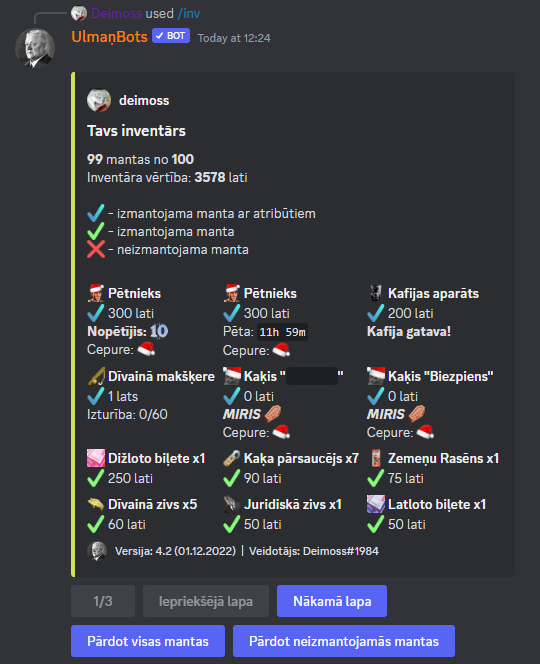 Deimoss used /inv
UlmaņBots ✓ BOT Today at 12:24
deimoss
Tavs inventārs
99 mantas no 100
Inventāra vērtība: 3578 lati
- izmantojama manta ar atribūtiem
- izmantojama manta
- neizmantojama manta
Pētnieks
300 lati
Nopētījis: 10
Cepure:
Pētnieks
300 lati
Pēta: 11h 59m
Cepure:
Kafijas aparāts
200 lati
Kafija gatava!
Dīvainā makšķere
1 lats
Izturība: 0/60
Kaķis " "
0 lati
MIRIS
Cepure:
Kaķis "Biezpiens"
0 lati
MIRIS
Cepure:
Dižloto biļete x1
250 lati
Kaķa pārsaucējs x7
90 lati
Zemeņu Rasēns x1
75 lati
Dīvainā zivs x5
60 lati
Juridiskā zivs x1
50 lati
Latloto biļete x1
50 lati
Versija: 4.2 (01.12.2022) | Veidotājs: Deimoss#1984
1/3 Iepriekšējā lapa Nākamā lapa
Pārdot visas mantas Pārdot neizmantojamās mantas